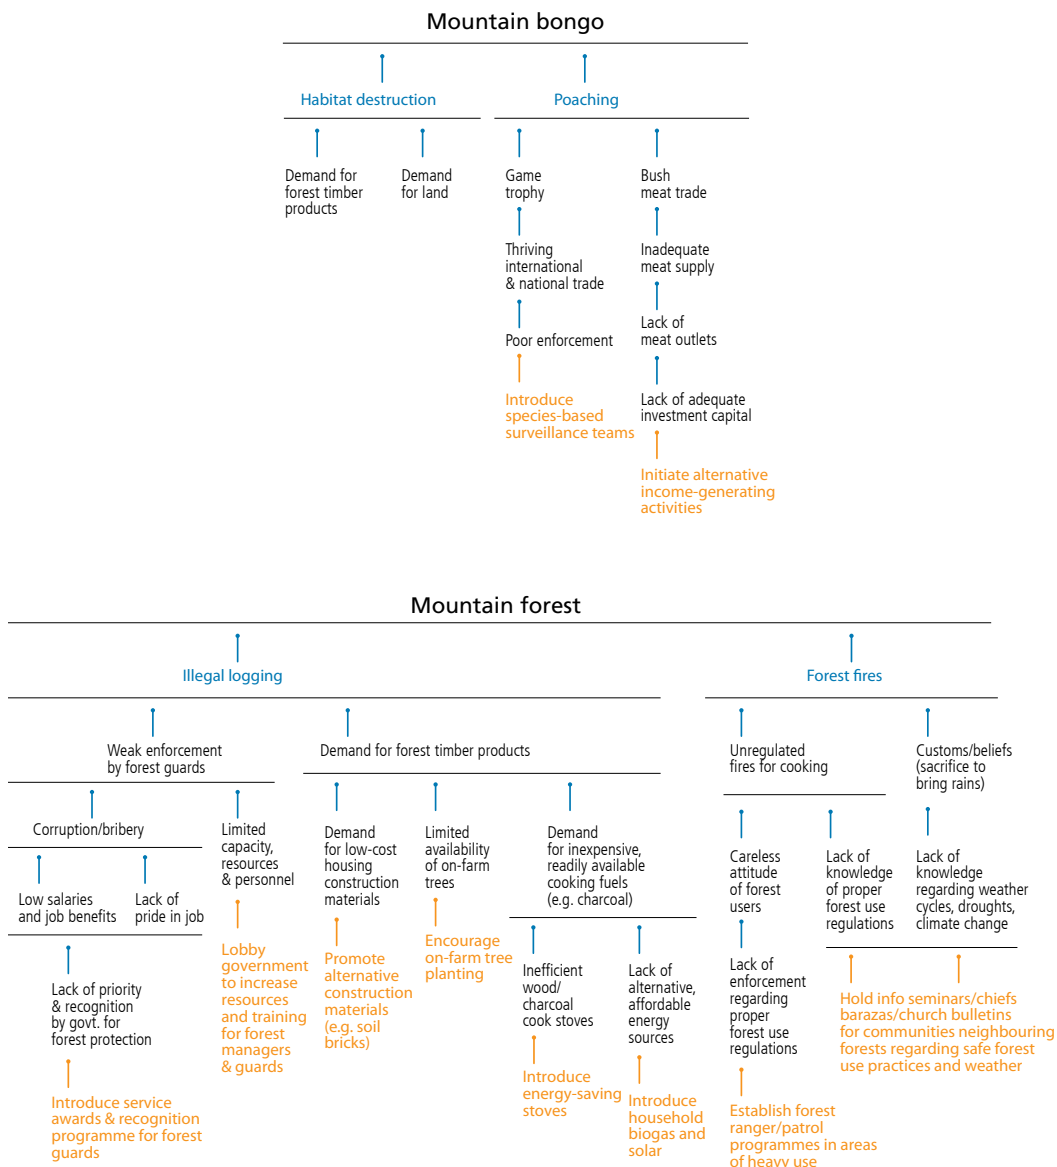 Mountain bongo
Habitat destruction
Poaching
Demand for
forest timber
products
Demand
for land
Game
trophy
Bush
meat trade
Thriving
international
& national trade
Inadequate
meat supply
Poor enforcement
Lack of
meat outlets
Introduce
species-based
surveillance teams
Lack of adequate
investment capital
Initiate alternative
income-generating
activities
Mountain forest
Illegal logging
Forest fires
Weak enforcement
by forest guards
Demand for forest timber products
Unregulated
fires for cooking
Customs/beliefs
(sacrifice to
bring rains)
Corruption/bribery
Limited
capacity,
resources
& personnel
Demand
for low-cost
housing
construction
materials
Limited
availability
of on-farm
trees
Demand
for inexpensive,
readily available
cooking fuels
(e.g. charcoal)
Careless
attitude
of forest
users
Lack of
knowledge
of proper
forest use
regulations
Lack of
knowledge
regarding weather
cycles, droughts,
climate change
Low salaries
and job benefits
Lack of
pride in job
Lobby
government
to increase
resources
and training
for forest
managers
& guards
Promote
alternative
construction
materials
(e.g. soil
bricks)
Encourage
on-farm tree
planting
Inefficient
wood/
charcoal
cook stoves
Lack of
alternative,
affordable
energy
sources
Lack of
enforcement
regarding
proper
forest use
regulations
Hold info seminars/chiefs
barazas/church bulletins
for communities neighbouring
forests regarding safe forest
use practices and weather
Lack of priority
& recognition
by govt. for
forest protection
Introduce service
awards & recognition
programme for forest
guards
Introduce
energy-saving
stoves
Introduce
household
biogas and
solar
Establish forest
ranger/patrol
programmes in areas
of heavy use